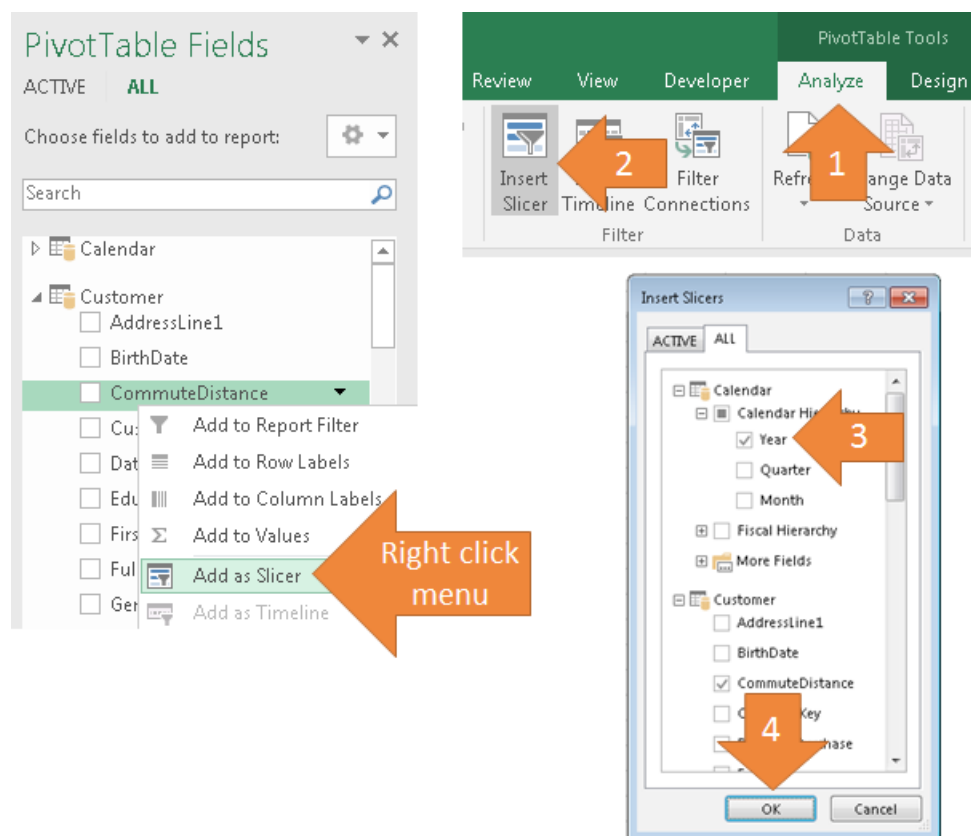 PivotTable Fields
ACTIVE ALL
Choose fields to add to report:
Search
Calendar
Customer
AddressLine1
BirthDate
CommuteDistance
Add to Report Filter
Add to Row Labels
Add to Column Labels
Add to Values
Add as Slicer
Add as Timeline
Right click
menu
PivotTable Tools
Review View Developer Analyze Design
1
2
Insert
Slicer
Timeline
Filter
Connections
Data
Source
Filter
Data
Insert Slicers
ACTIVE ALL
Calendar
Calendar
Year
3
Quarter
Month
Fiscal Hierarchy
More Fields
Customer
AddressLine1
BirthDate
CommuteDistance
4
OK Cancel